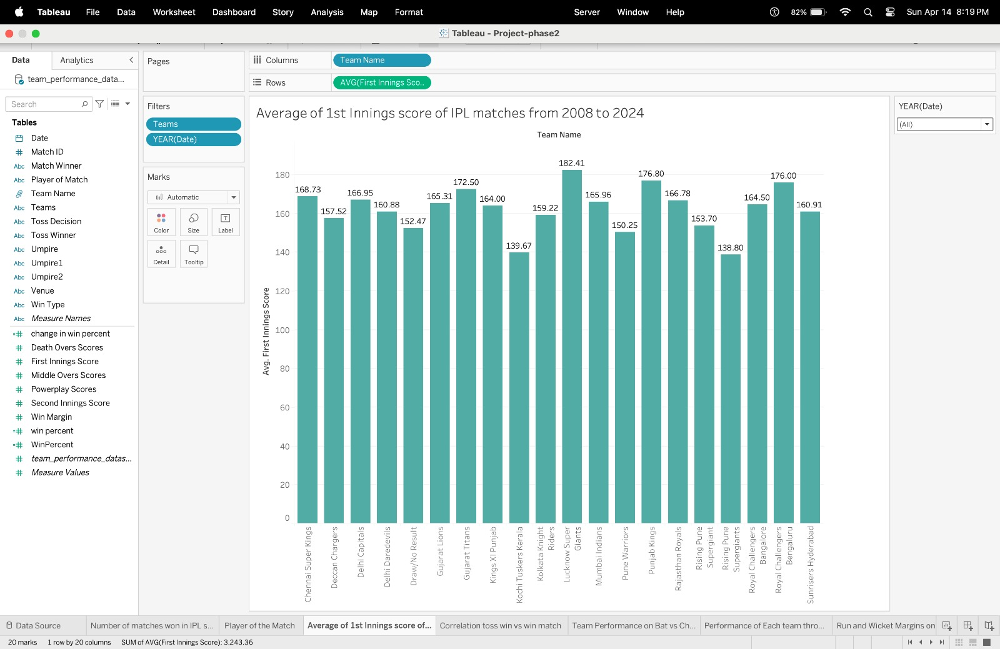 Tableau File Data Worksheet Dashboard Story Analysis Map Format Server Window Help 82% Sun Apr 14 8:19 PM
Tableau - Project-phase2
Data Analytics
team_performance_data...
Search
Tables
Date
# Match ID
Abc Match Winner
Abc Player of Match
Team Name
Abc Teams
Abc Toss Decision
Abc Toss Winner
Abc Umpire
Abc Umpire1
Abc Umpire2
Abc Venue
Abc Win Type
Abc Measure Names
=# change in win percent
# Death Overs Scores
# First Innings Score
# Middle Overs Scores
# Powerplay Scores
# Second Innings Score
# Win Margin
=# win percent
=# WinPercent
# team_performance_datas...
# Measure Values
Pages
Filters
Teams
YEAR(Date)
Marks
Automatic
Color Size Label
Detail Tooltip
Columns Team Name
Rows AVG(First Innings Sco..
Average of 1st Innings score of IPL matches from 2008 to 2024
Team Name
Avg. First Innings Score
180
160
140
120
100
80
60
40
20
0
168.73
157.52
166.95
160.88
152.47
165.31
172.50
164.00
139.67
159.22
182.41
165.96
150.25
176.80
166.78
153.70
138.80
164.50
176.00
160.91
Chennai Super Kings
Deccan Chargers
Delhi Capitals
Delhi Daredevils
Draw/No Result
Gujarat Lions
Gujarat Titans
Kings XI Punjab
Kochi Tuskers Kerala
Kolkata Knight
Riders
Lucknow Super
Giants
Mumbai Indians
Pune Warriors
Punjab Kings
Rajasthan Royals
Rising Pune
Supergiant
Rising Pune
Supergiants
Royal Challengers
Bangalore
Royal Challengers
Bengaluru
Sunrisers Hyderabad
YEAR(Date)
(All)
Data Source Number of matches won in IPL s... Player of the Match Average of 1st Innings score of... Correlation toss win vs win match Team Performance on Bat vs Ch... Performance of Each team thro... Run and Wicket Margins on
20 marks 1 row by 20 columns SUM of AVG(First Innings Score): 3,243.36